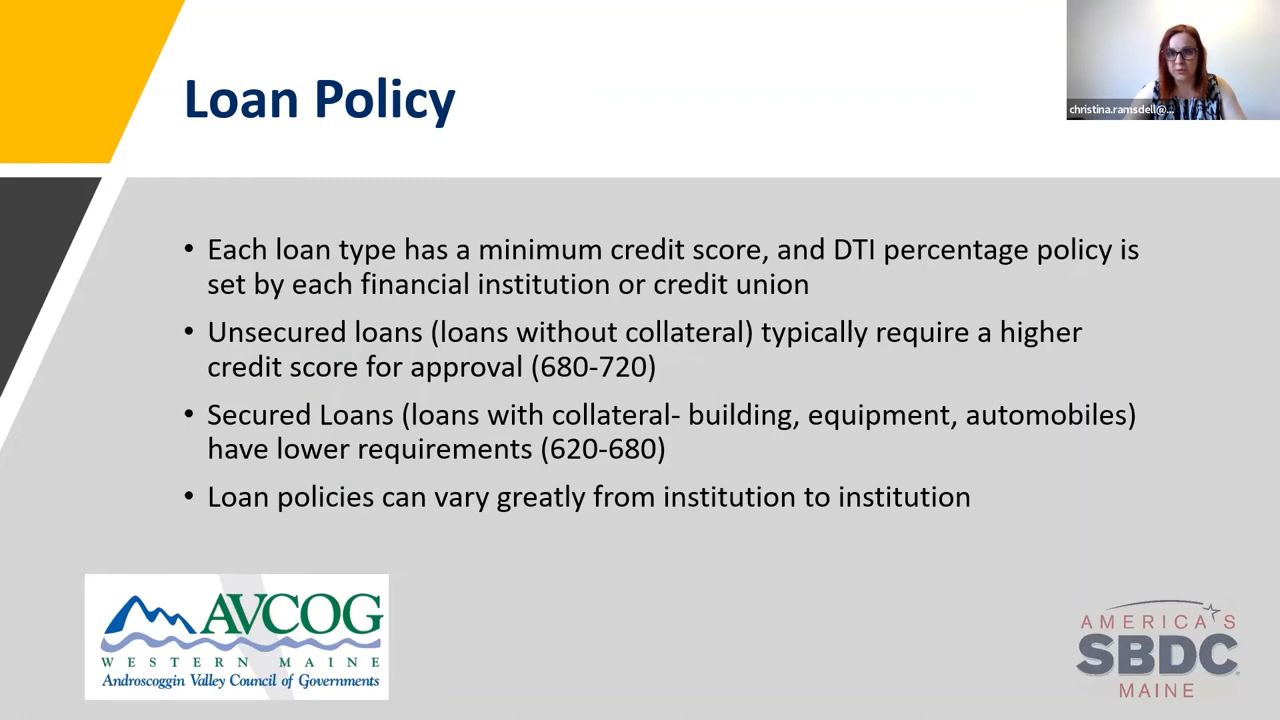 Loan Policy
christina.ramsdell@...
• Each loan type has a minimum credit score, and DTI percentage policy is
set by each financial institution or credit union
• Unsecured loans (loans without collateral) typically require a higher
credit score for approval (680-720)
• Secured Loans (loans with collateral- building, equipment, automobiles)
have lower requirements (620-680)
• Loan policies can vary greatly from institution to institution
AVCOG
WESTERN MAINE
Androscoggin Valley Council of Governments
AMERICA'S
SBDC
MAINE